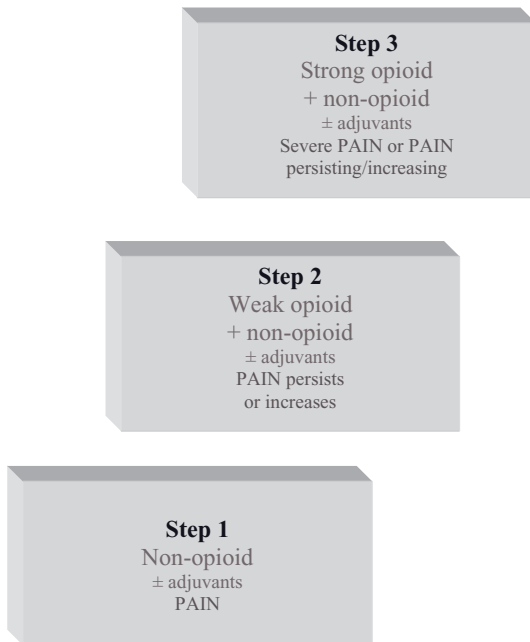 Step 3
Strong opioid
+ non-opioid
± adjuvants
Severe PAIN or PAIN
persisting/increasing
Step 2
Weak opioid
+ non-opioid
± adjuvants
PAIN persists
or increases
Step 1
Non-opioid
± adjuvants
PAIN